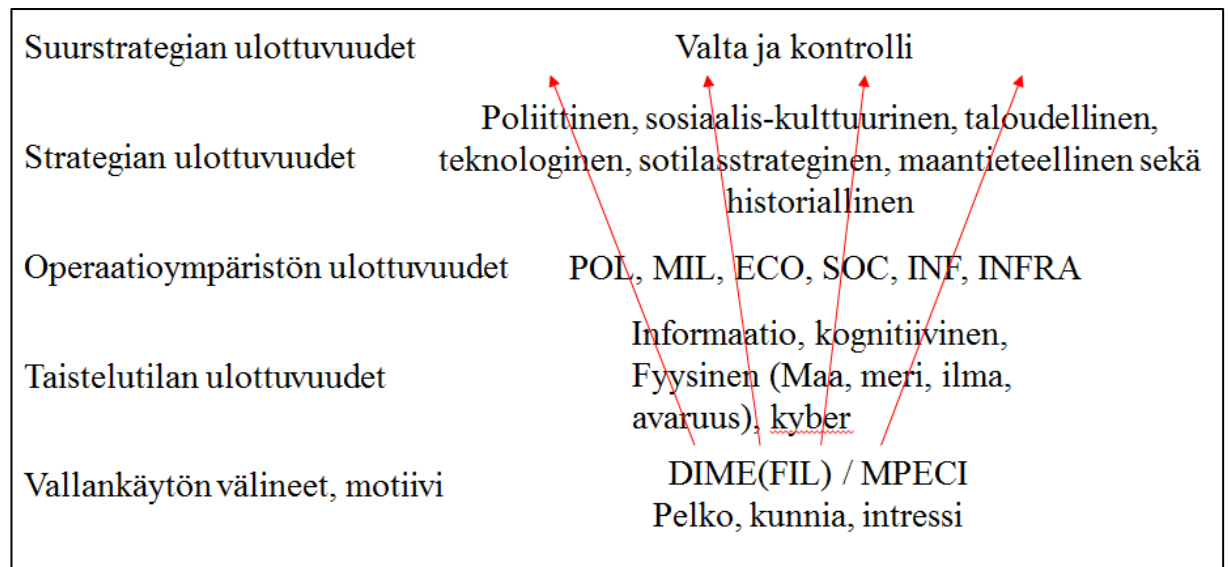 Suurstrategian ulottuvuudet
Valta ja kontrolli
Strategian ulottuvuudet
Poliittinen, sosiaalis-kulttuurinen, taloudellinen,
teknologinen, sotilasstrateginen, maantieteellinen sekä
historiallinen
Operaatioympäristön ulottuvuudet
POL, MIL, ECO, SOC, INF, INFRA
Taistelutilan ulottuvuudet
Informaatio, kognitiivinen,
Fyysinen (Maa, meri, ilma,
avaruus), kyber
Vallankäytön välineet, motiivi
DIME(FIL) / MPECI
Pelko, kunnia, intressi